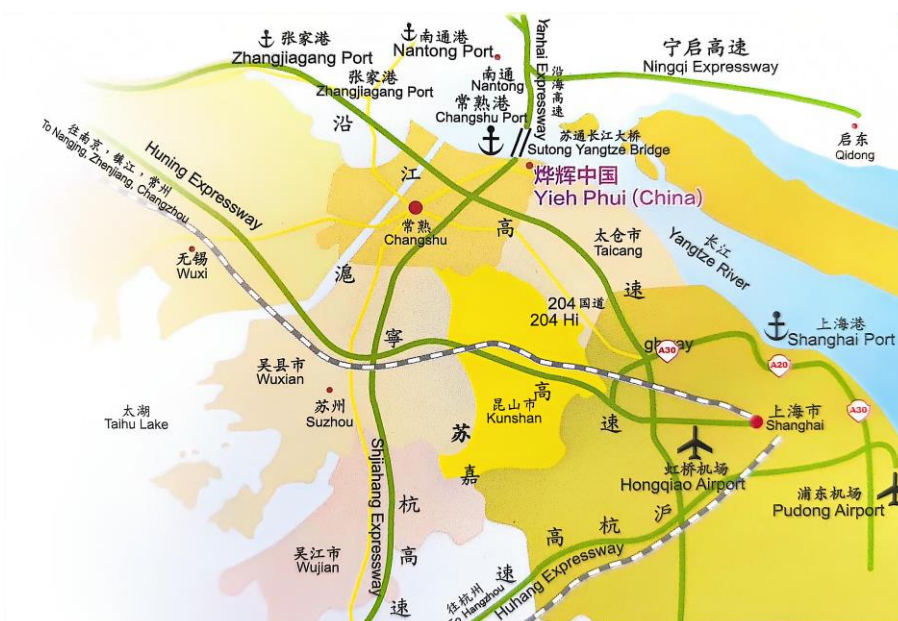 张家港
Zhangjiagang Port
南通港
Nantong Port
张家港
Zhangjiagang Port
南通
Nantong
常熟港
Changshu Port
Yanhai Expressway
沿海高速
宁启高速
Ningqi Expressway
启东
Qidong
苏通长江大桥
Sutong Yangtze Bridge
烨辉中国
Yieh Phui (China)
往南京，镇江，常州
To Nangjng, Zhenjiang, Changzhou
Huning Expressway
沿
江
高
速
无锡
Wuxi
常熟
Changshu
太仓市
Taicang
长江
Yangtze River
204 国道
204 Hi
ghway
A30
A20
A30
上海港
Shanghai Port
滬
寧
高
速
吴县市
Wuxian
苏州
Suzhou
太湖
Taihu Lake
昆山市
Kunshan
上海市
Shanghai
虹桥机场
Hongqiao Airport
浦东机场
Pudong Airport
苏
嘉
杭
高
速
Shjiahang Expressway
吴江市
Wujian
沪
杭
高
速
Huhang Expressway
往杭州
To Hangzhou